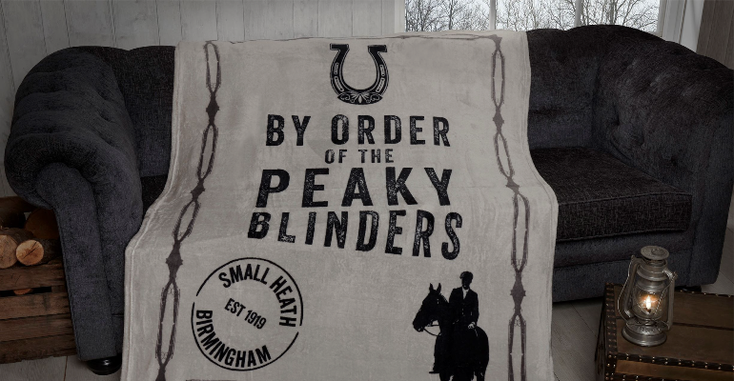 BY ORDER
OF THE
PEAKY
BLINDERS
SMALL HEATH
EST 1919
BIRMINGHAM